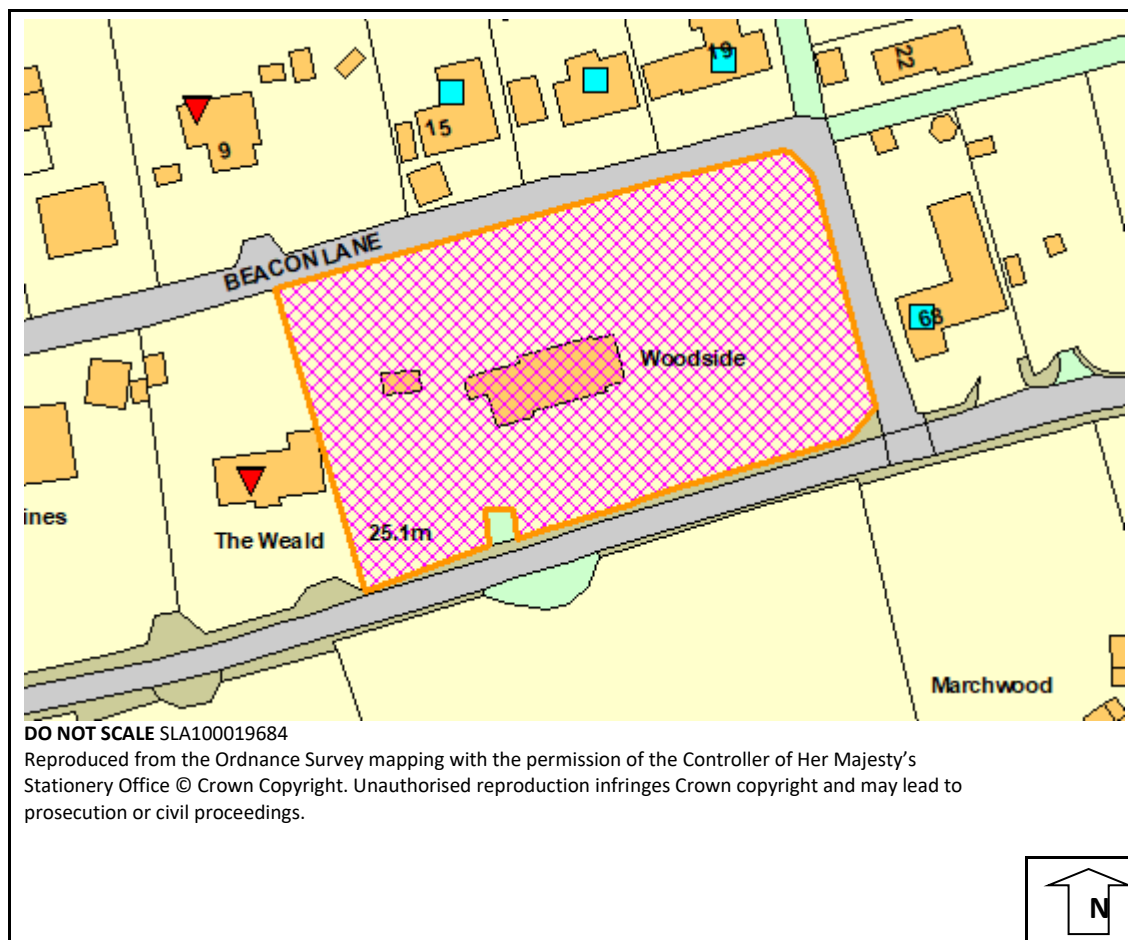 19
22
15
9
BEACON LANE
68
Woodside
ines
The Weald
25.1m
Marchwood
DO NOT SCALE SLA100019684
Reproduced from the Ordnance Survey mapping with the permission of the Controller of Her Majesty's
Stationery Office © Crown Copyright. Unauthorised reproduction infringes Crown copyright and may lead to
prosecution or civil proceedings.
N